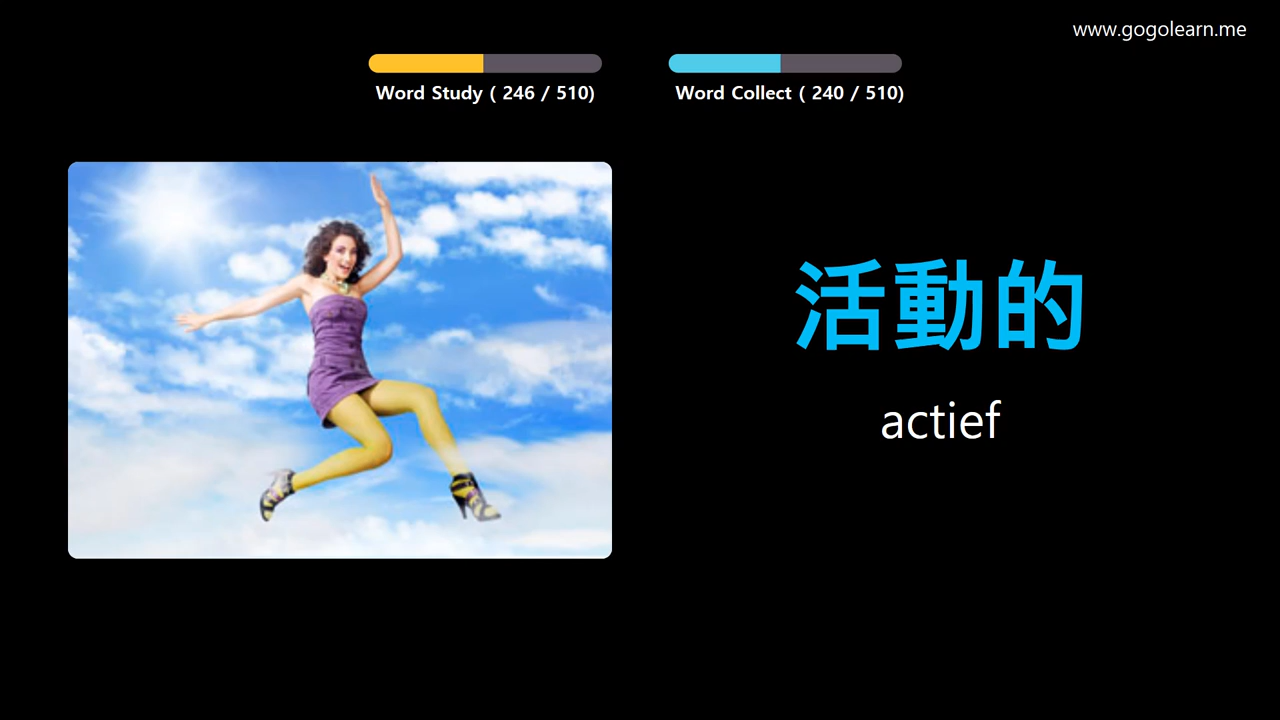 www.gogolearn.me
Word Study ( 246 / 510)
Word Collect ( 240 / 510)
活動的
actief